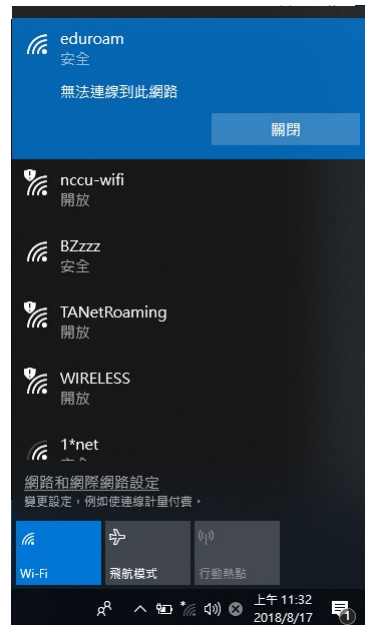 eduroam
安全
無法連線到此網路
關閉
nccu-wifi
開放
BZzzz
安全
TANetRoaming
開放
WIRELESS
開放
1*net
網路和網際網路設定
變更設定，例如使連線計量付費。
Wi-Fi
飛航模式
行動熱點
上午 11:32
2018/8/17
1